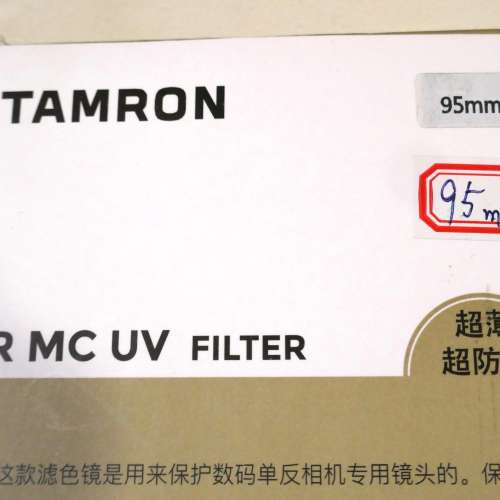 TAMRON
95mm
95m
R MC UV FILTER
超薄
超防
这款滤色镜是用来保护数码单反相机专用镜头的。保